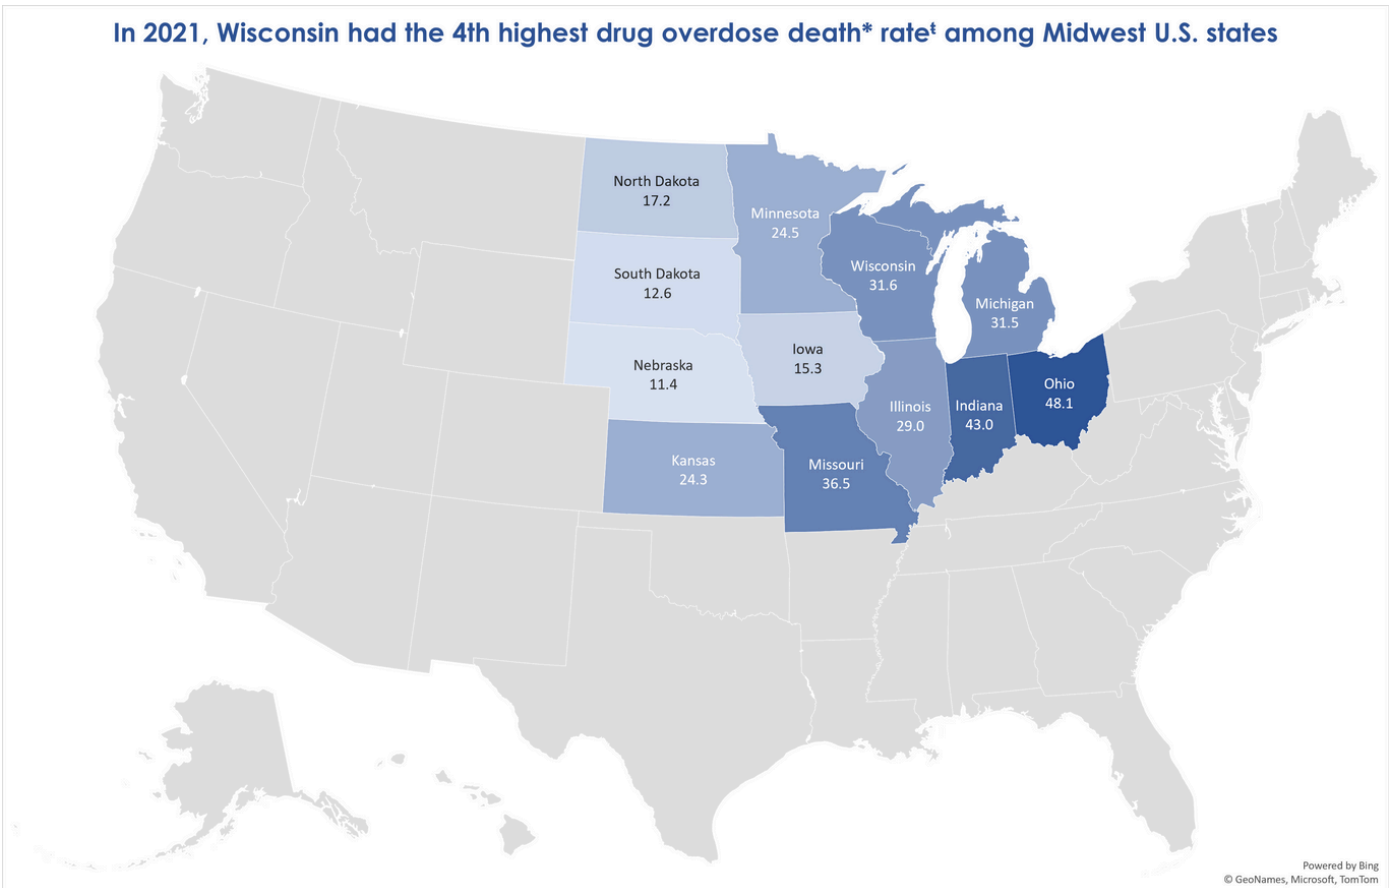 In 2021, Wisconsin had the 4th highest drug overdose death* rate‡ among Midwest U.S. states
North Dakota
17.2
Minnesota
24.5
South Dakota
12.6
Wisconsin
31.6
Michigan
31.5
Nebraska
11.4
Iowa
15.3
Illinois
29.0
Indiana
43.0
Ohio
48.1
Kansas
24.3
Missouri
36.5
Powered by Bing
© GeoNames, Microsoft, TomTom